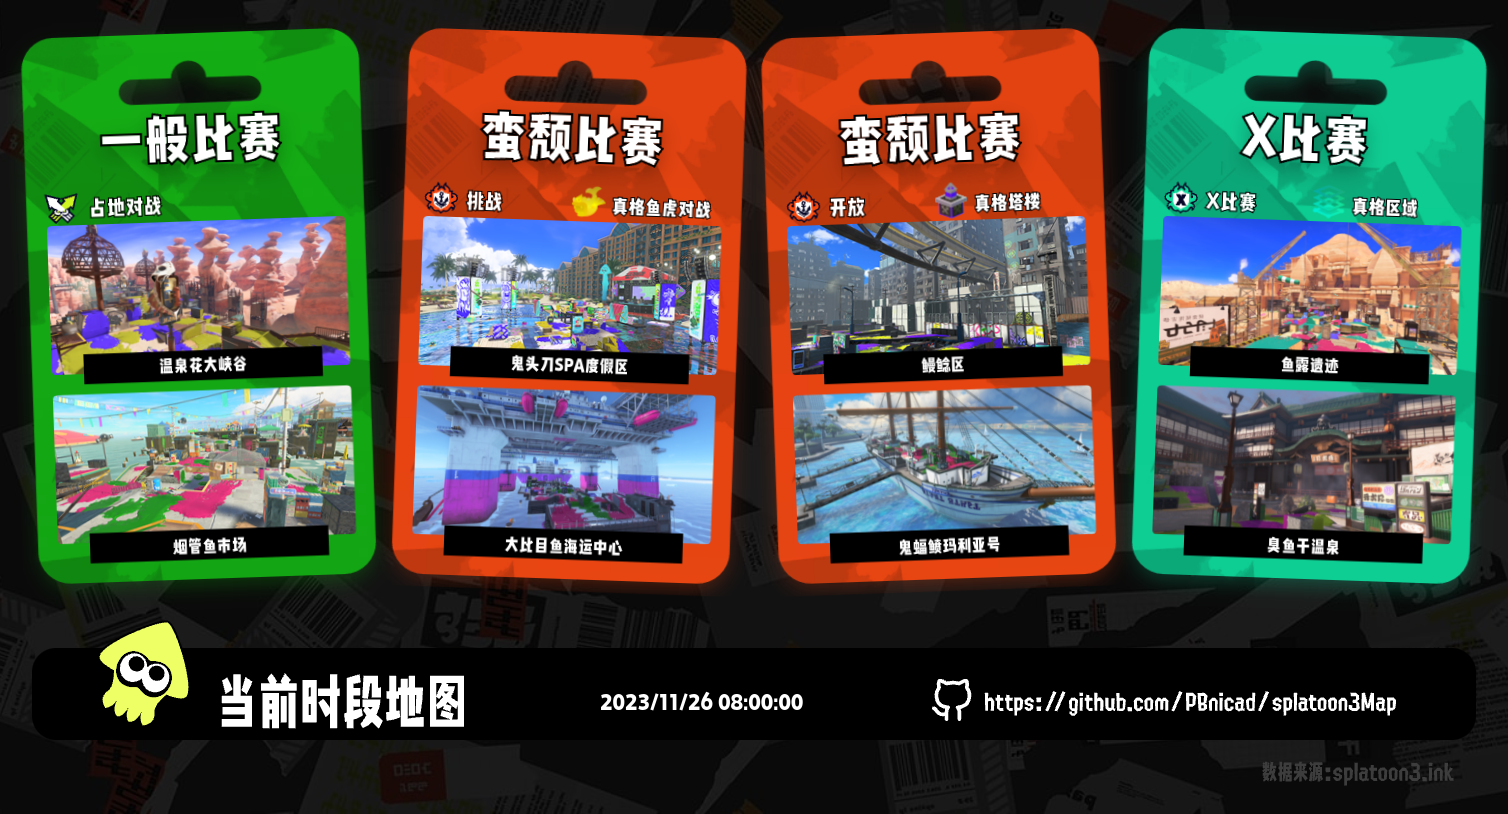 一般比赛
占地对战
温泉花大峡谷
烟管鱼市场
蛮颓比赛
挑战
真格鱼虎对战
鬼头刀SPA度假区
大比目鱼海运中心
蛮颓比赛
开放
真格塔楼
鳗鲶区
鬼蝠鲼玛利亚号
X比赛
X比赛
真格区域
鱼露遗迹
臭鱼干温泉
当前时段地图
2023/11/26 08:00:00
https://github.com/PBnicad/splatoon3Map
数据来源:splatoon3.ink